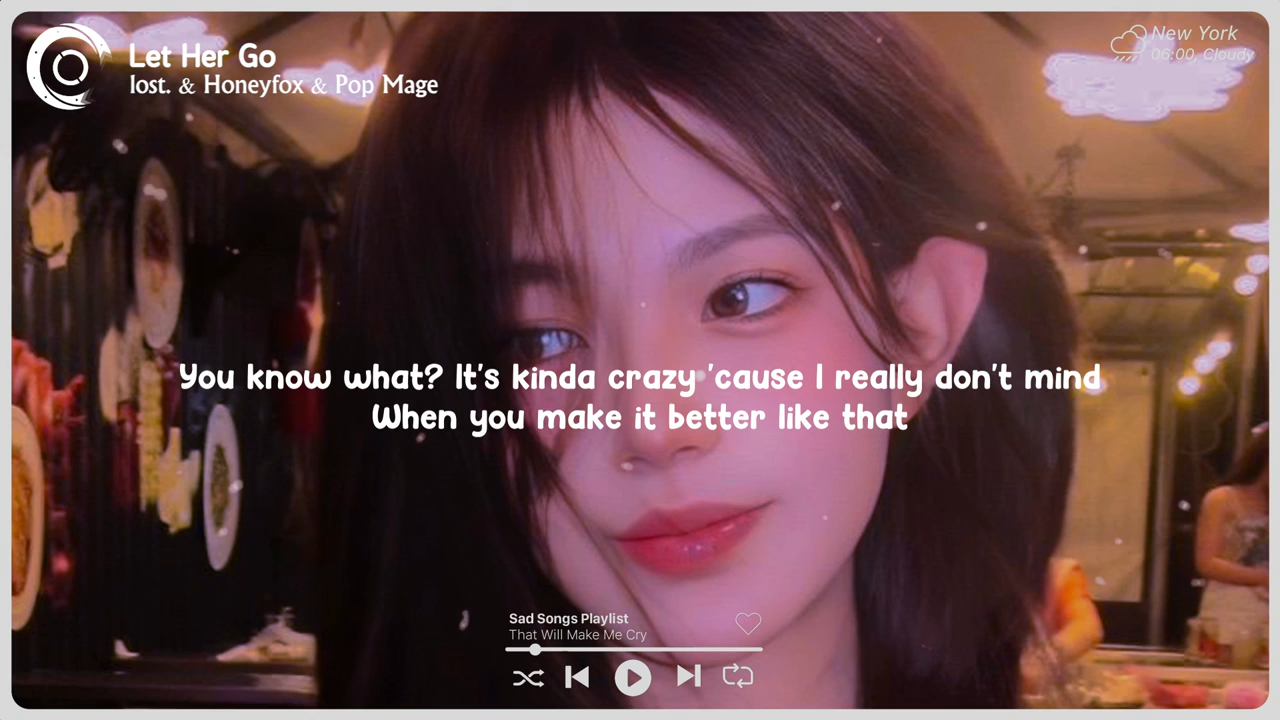 Let Her Go
lost. & Honeyfox & Pop Mage
New York
06:00, Cloudy
You know what? It's kinda crazy 'cause I really don't mind
When you make it better like that
Sad Songs Playlist
That Will Make Me Cry